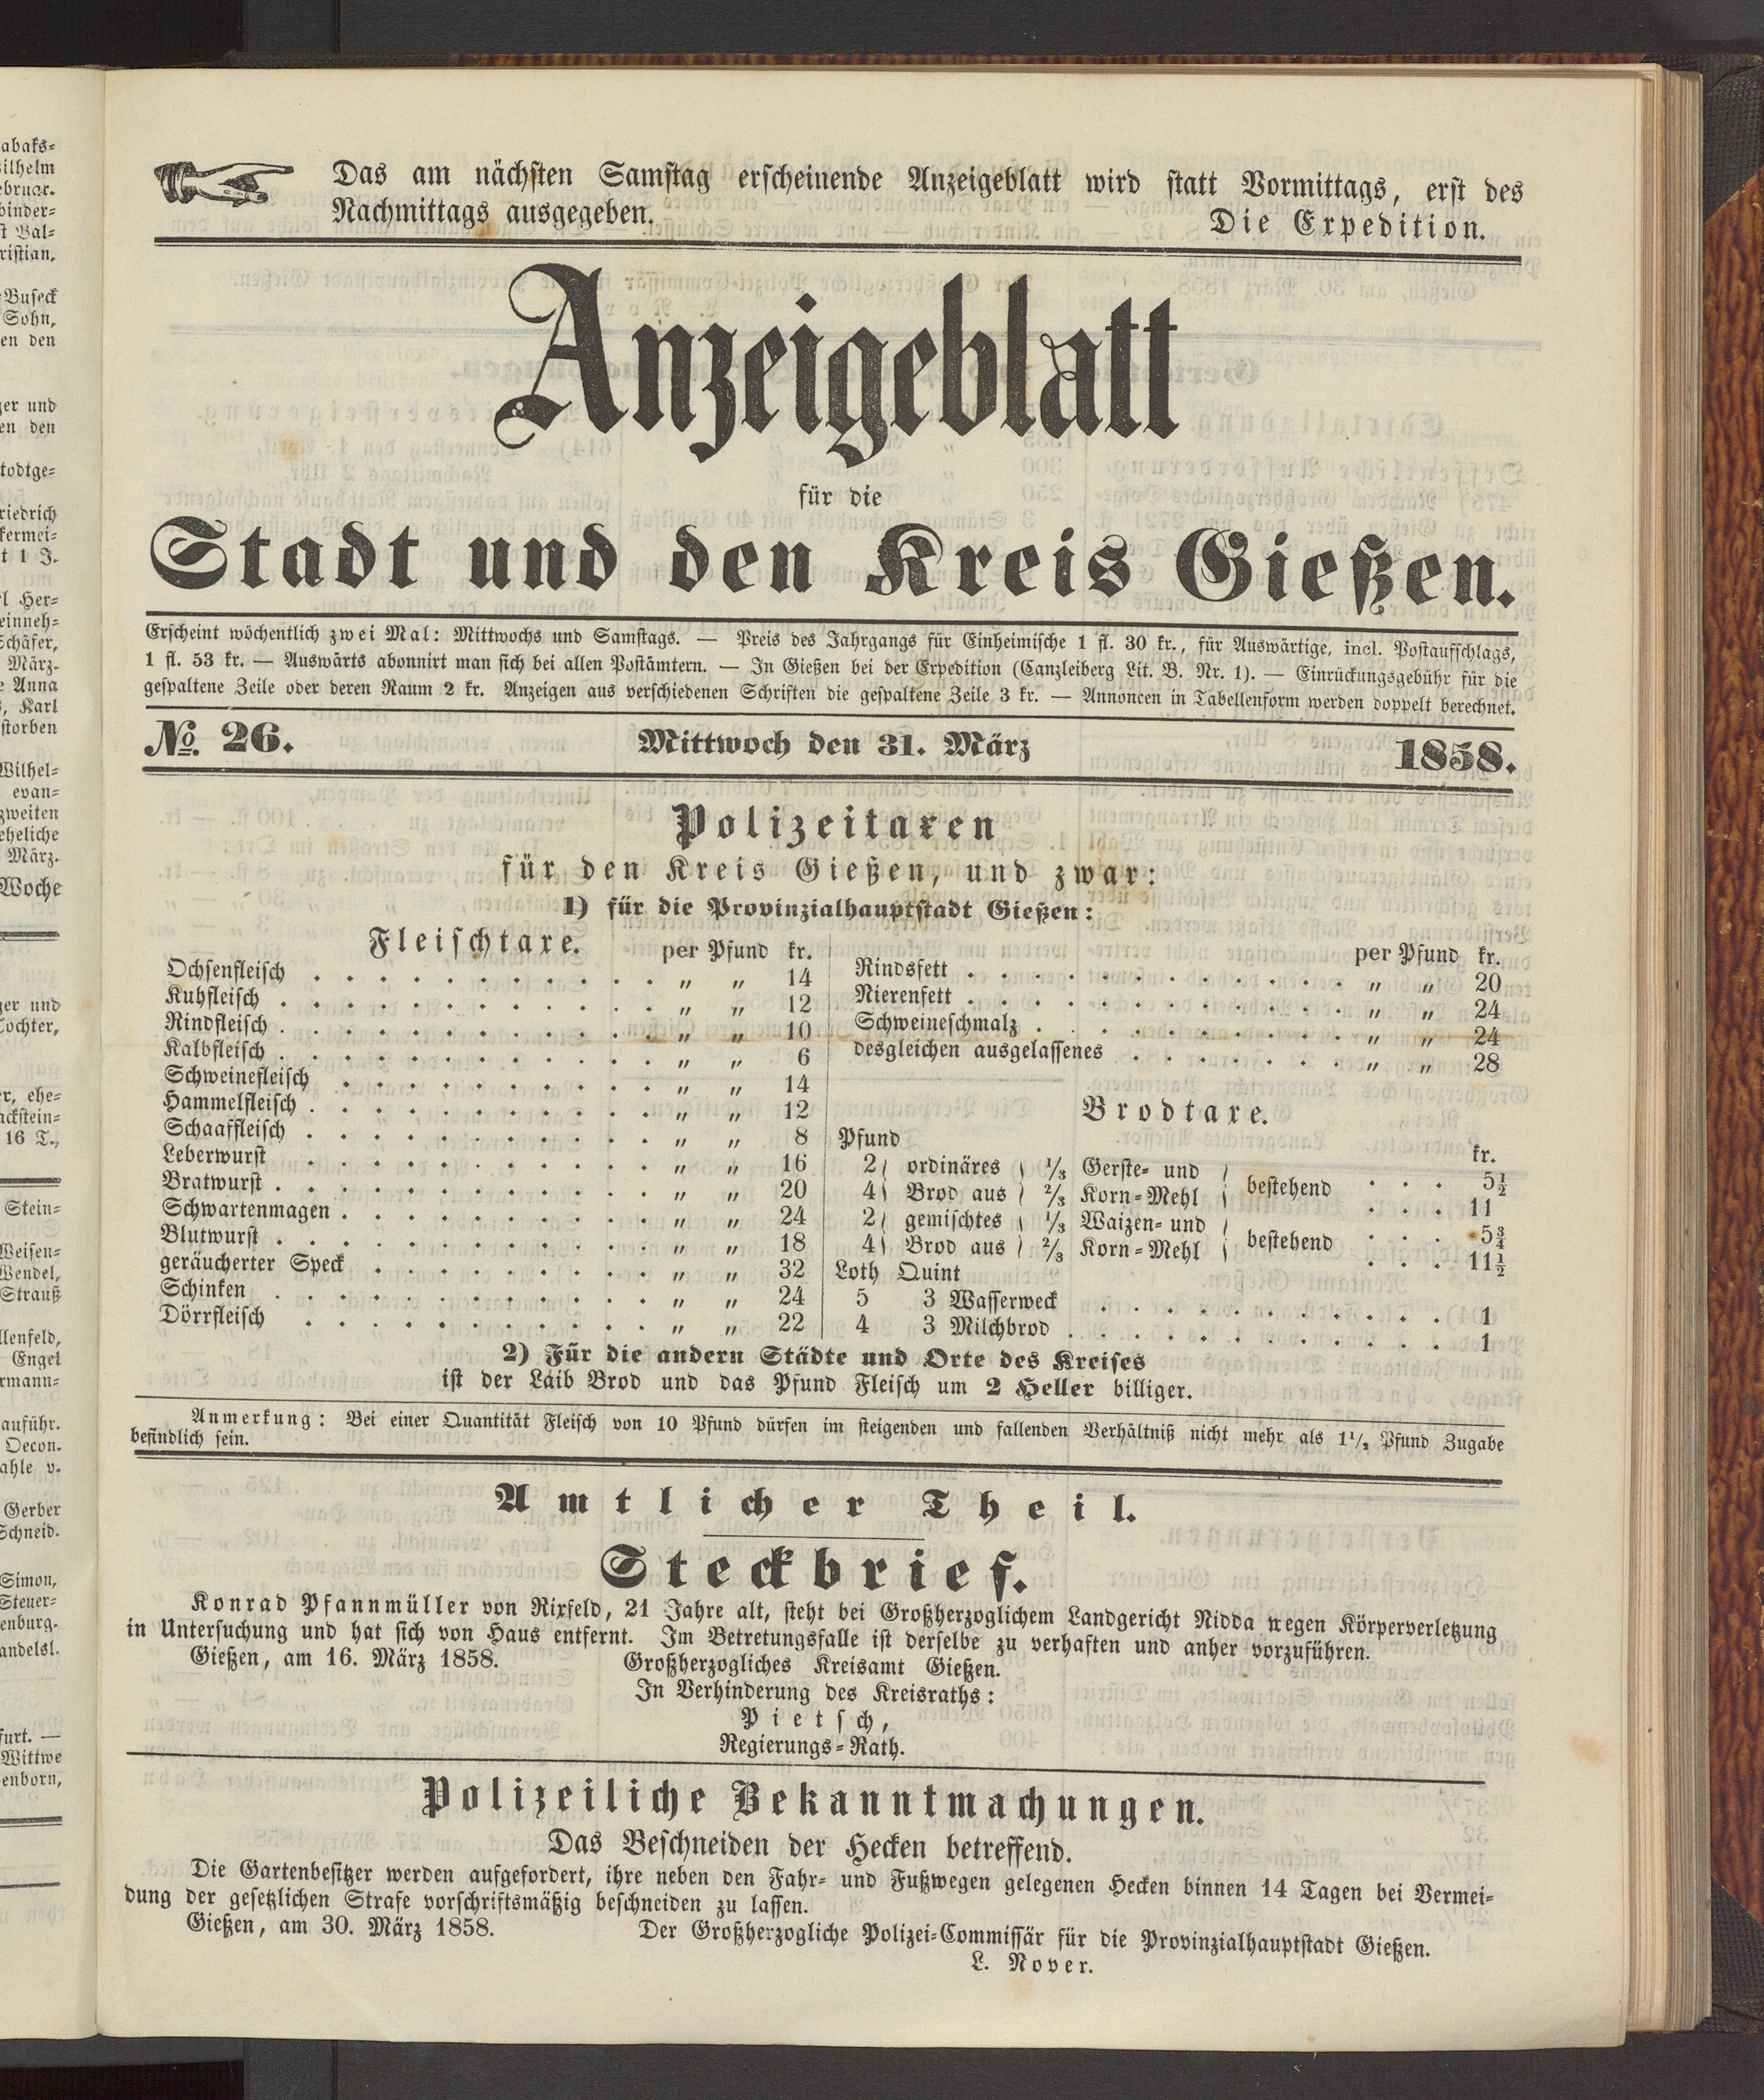 Das am nächsten Samstag erscheinende Anzeigeblatt wird statt Vormittags, erst des
Nachmittags ausgegeben. Die Expedition.
Anzeigeblatt
für die
Stadt und den Kreis Gießen.
Erscheint wöchentlich zwei Mal: Mittwochs und Samstags. — Preis des Jahrgangs für Einheimische 1 fl. 30 kr., für Auswärtige, incl. Postaufschlags,
1 fl. 53 kr. — Auswärts abonnirt man sich bei allen Postämtern. — In Gießen bei der Expedition (Canzleiberg Lit. B. Nr. 1). — Einrückungsgebühr für die
gespaltene Zeile oder deren Raum 2 kr. Anzeigen aus verschiedenen Schriften die gespaltene Zeile 3 kr. — Annoncen in Tabellenform werden doppelt berechnet.
No. 26. Mittwoch den 31. März 1858.
Polizeitaxen
für den Kreis Gießen, und zwar:
1) für die Provinzialhauptstadt Gießen:
Fleischtaxe. per Pfund kr.
Ochsenfleisch . . . . . . . . . . . „ „ 14
Kuhfleisch . . . . . . . . . . . . „ „ 12
Rindfleisch . . . . . . . . . . . . „ „ 10
Kalbfleisch . . . . . . . . . . . . „ „ 6
Schweinefleisch . . . . . . . . . . „ „ 14
Hammelfleisch . . . . . . . . . . . „ „ 12
Schaaffleisch . . . . . . . . . . . „ „ 8
Leberwurst . . . . . . . . . . . „ „ 16
Bratwurst . . . . . . . . . . . . „ „ 20
Schwartenmagen . . . . . . . . . . „ „ 24
Blutwurst . . . . . . . . . . . . „ „ 18
geräucherter Speck . . . . . . . . . „ „ 32
Schinken . . . . . . . . . . . . „ „ 24
Dörrfleisch . . . . . . . . . . . „ „ 22
per Pfund kr.
Rindsfett . . . . . . . . . . . . „ „ 20
Nierenfett . . . . . . . . . . . . „ „ 24
Schweineschmalz . . . . . . . . . . „ „ 24
desgleichen ausgelassenes . . . . . . . „ „ 28
Brodtaxe.
Pfund kr.
2 ordinäres 1/3 Gerste- und bestehend . . . 5½
4 Brod aus 2/3 Korn-Mehl . . . 11
2 gemischtes 1/3 Waizen- und bestehend . . . 5¾
4 Brod aus 2/3 Korn-Mehl . . . 11½
Loth Quint
5 3 Wasserweck . . . . . . . . . . . 1
4 3 Milchbrod . . . . . . . . . . . . 1
2) Für die andern Städte und Orte des Kreises
ist der Laib Brod und das Pfund Fleisch um 2 Heller billiger.
Anmerkung: Bei einer Quantität Fleisch von 10 Pfund dürfen im steigenden und fallenden Verhältniß nicht mehr als 1½ Pfund Zugabe
befindlich sein.
Amtlicher Theil.
Steckbrief.
Konrad Pfannmüller von Rixfeld, 21 Jahre alt, steht bei Großherzoglichem Landgericht Nidda wegen Körperverletzung
in Untersuchung und hat sich von Haus entfernt. Im Betretungsfalle ist derselbe zu verhaften und anher vorzuführen.
Gießen, am 16. März 1858. Großherzogliches Kreisamt Gießen.
In Verhinderung des Kreisraths:
Pietsch,
Regierungs-Rath.
Polizeiliche Bekanntmachungen.
Das Beschneiden der Hecken betreffend.
Die Gartenbesitzer werden aufgefordert, ihre neben den Fahr- und Fußwegen gelegenen Hecken binnen 14 Tagen bei Vermei-
dung der gesetzlichen Strafe vorschriftsmäßig beschneiden zu lassen.
Gießen, am 30. März 1858. Der Großherzogliche Polizei-Commissär für die Provinzialhauptstadt Gießen.
L. Nover.